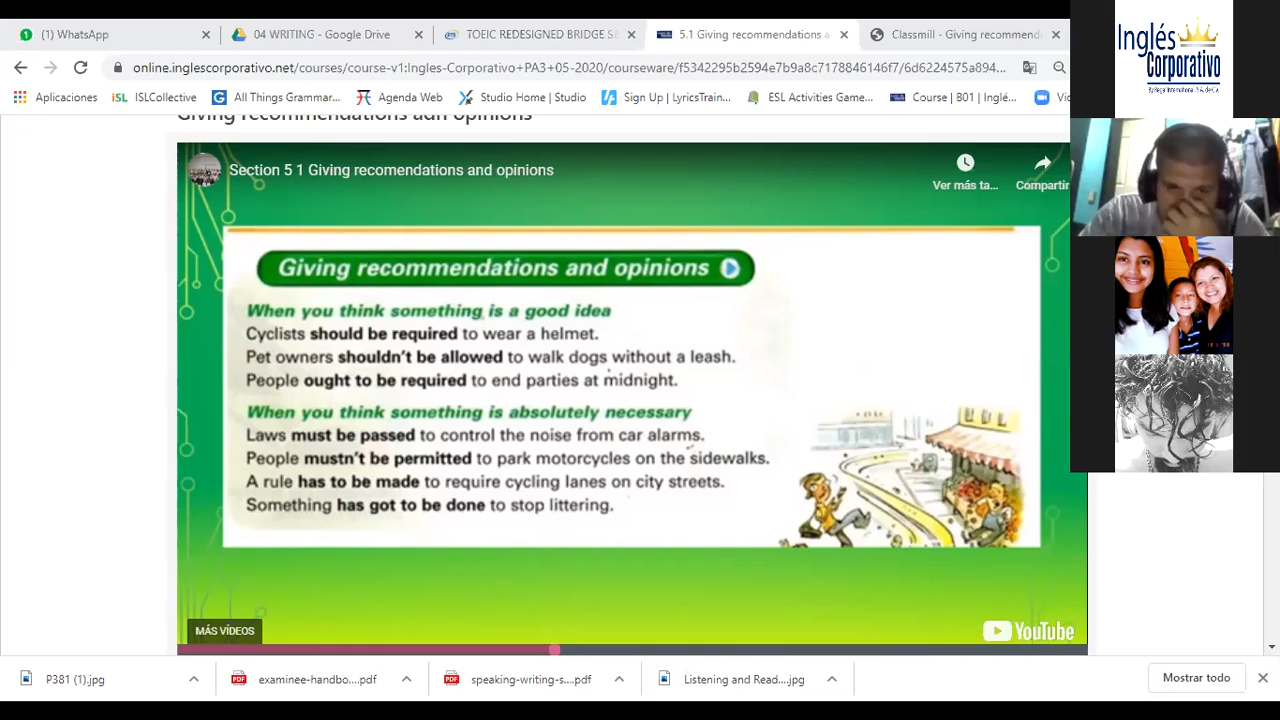 (1) WhatsApp
04 WRITING - Google Drive
TOEIC REDESIGNED BRIDGE S&
5.1 Giving recommendations a
Classmill - Giving recommend
online.inglescorporativo.net/courses/course-v1:Ingles-Corporativo+PA3+05-2020/courseware/f5342295b2594e7b9a8c7178846146f7/6d6224575a894...
Aplicaciones
iSL ISLCollective
All Things Grammar...
Agenda Web
Studio Home | Studio
Sign Up | LyricsTrain...
ESL Activities Game...
Course | B01 | Inglé...
Inglés
Corporativo
Giving recommendations adn opinions
Section 5 1 Giving recomendations and opinions
Ver más ta...
Compartir
Giving recommendations and opinions
When you think something is a good idea
Cyclists should be required to wear a helmet.
Pet owners shouldn't be allowed to walk dogs without a leash.
People ought to be required to end parties at midnight.
When you think something is absolutely necessary
Laws must be passed to control the noise from car alarms.
People mustn't be permitted to park motorcycles on the sidewalks.
A rule has to be made to require cycling lanes on city streets.
Something has got to be done to stop littering.
MÁS VÍDEOS
YouTube
P381 (1).jpg
examinee-handbo....pdf
speaking-writing-s....pdf
Listening and Read....jpg
Mostrar todo